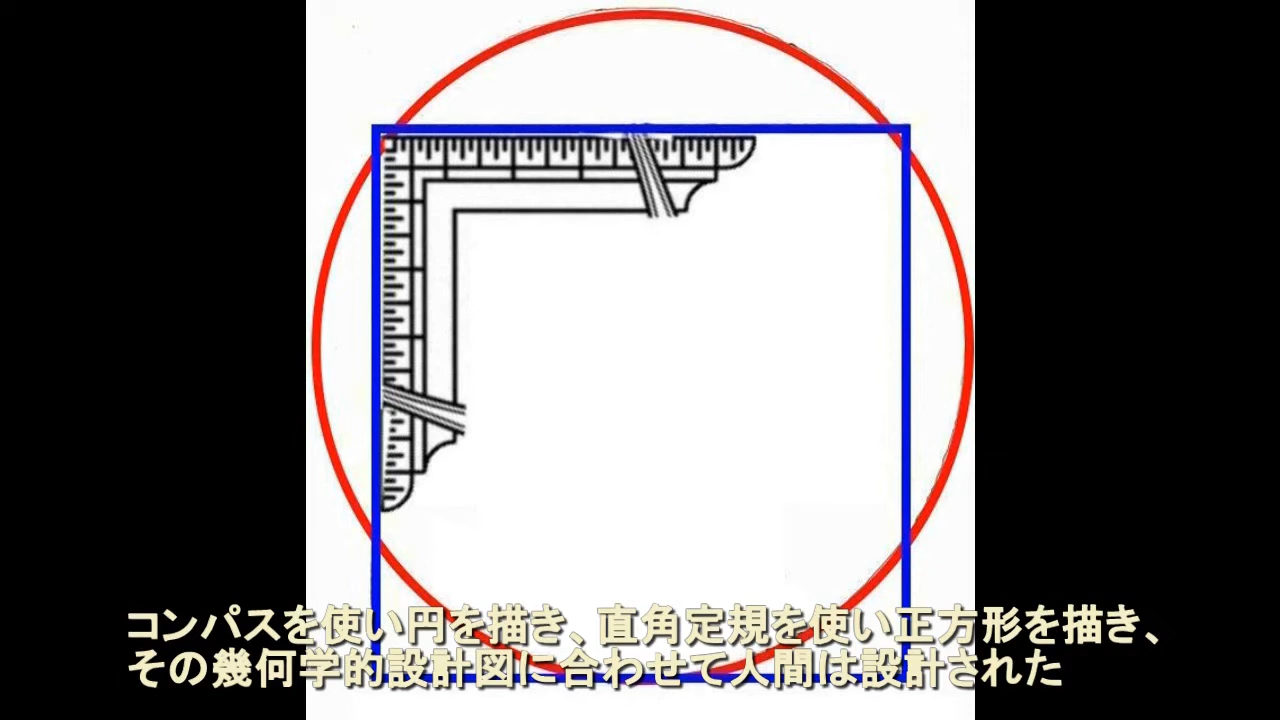 コンパスを使い円を描き、直角定規を使い正方形を描き、
その幾何学的設計図に合わせて人間は設計された